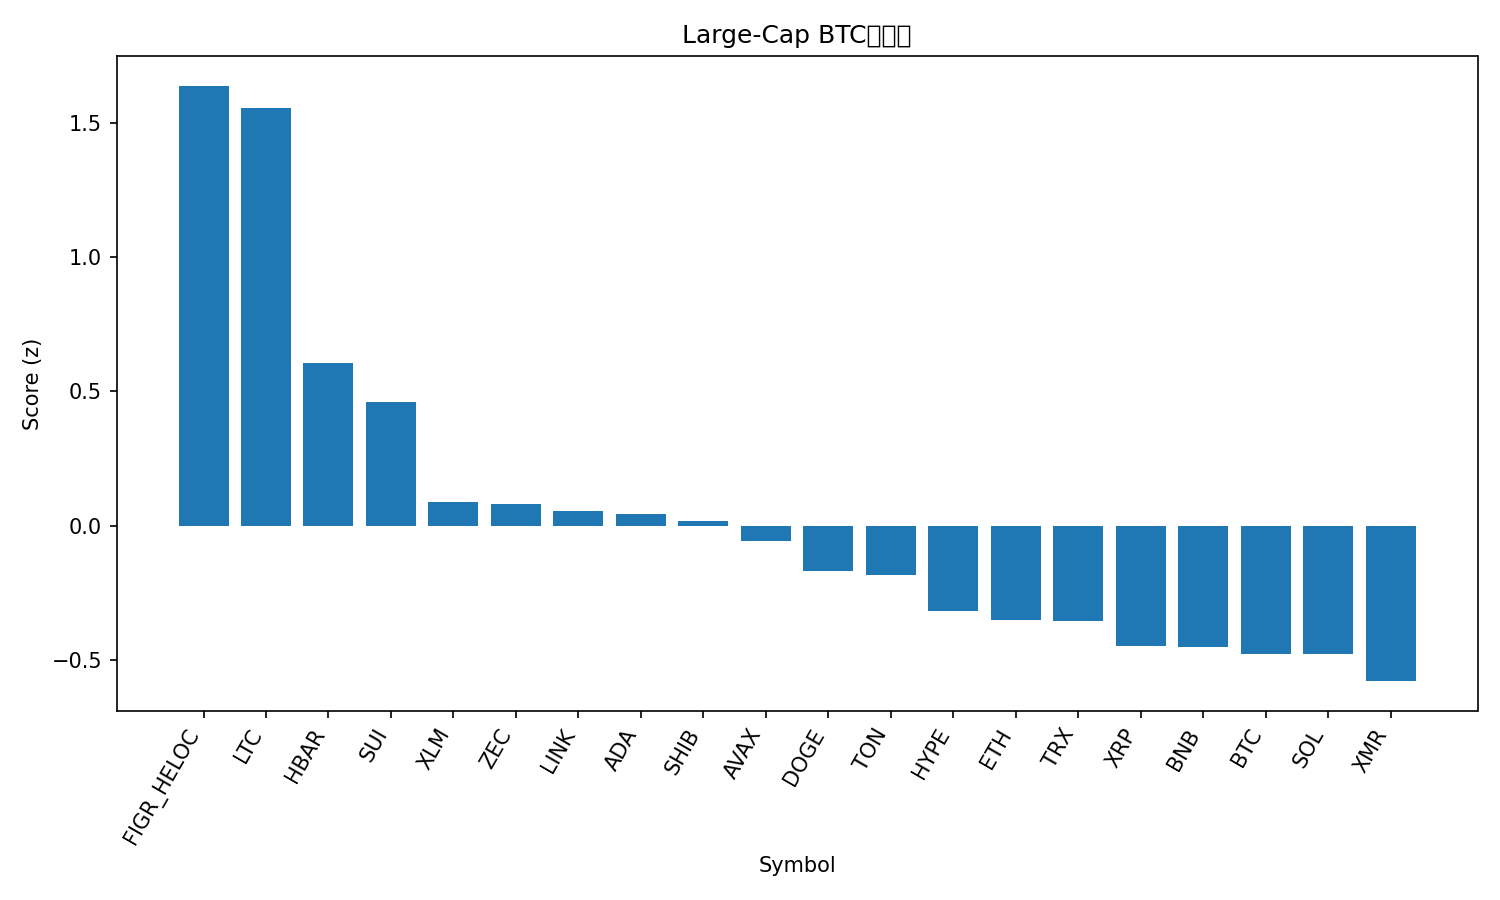 Large-Cap BTC
Score (z)
1.5
1.0
0.5
0.0
−0.5
FIGR_HELOC
LTC
HBAR
SUI
XLM
ZEC
LINK
ADA
SHIB
AVAX
DOGE
TON
HYPE
ETH
TRX
XRP
BNB
BTC
SOL
XMR
Symbol